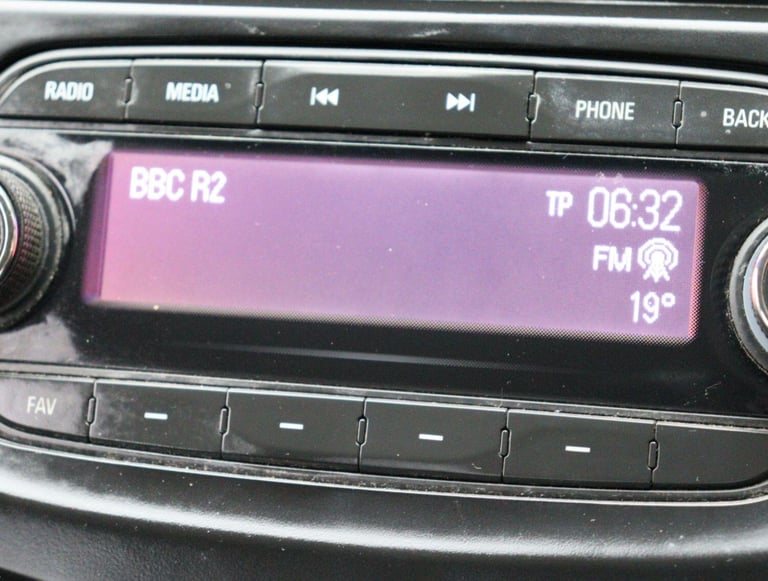 RADIO MEDIA PHONE BACK
BBC R2 TP 06:32
FM
19°
FAV